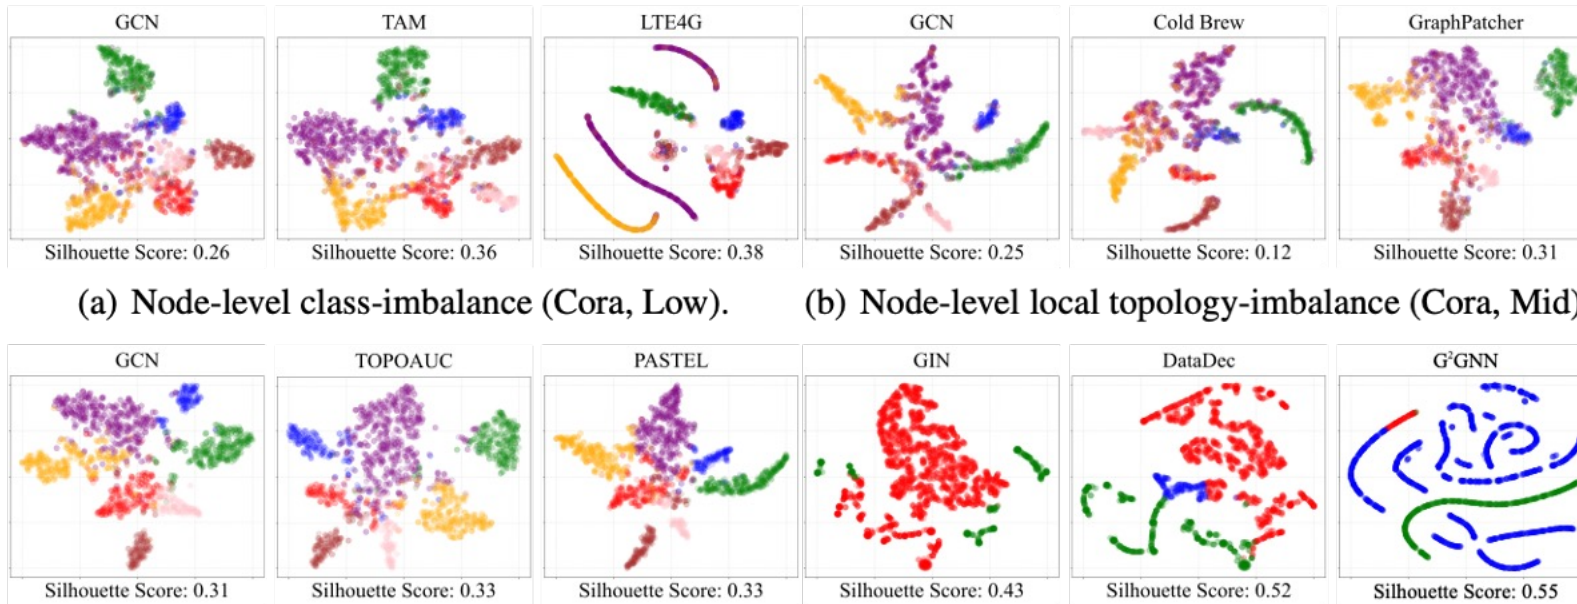 GCN TAM LTE4G GCN Cold Brew GraphPatcher
Silhouette Score: 0.26 Silhouette Score: 0.36 Silhouette Score: 0.38 Silhouette Score: 0.25 Silhouette Score: 0.12 Silhouette Score: 0.31
(a) Node-level class-imbalance (Cora, Low). (b) Node-level local topology-imbalance (Cora, Mid)
GCN TOPOAUC PASTEL GIN DataDec G²GNN
Silhouette Score: 0.31 Silhouette Score: 0.33 Silhouette Score: 0.33 Silhouette Score: 0.43 Silhouette Score: 0.52 Silhouette Score: 0.55